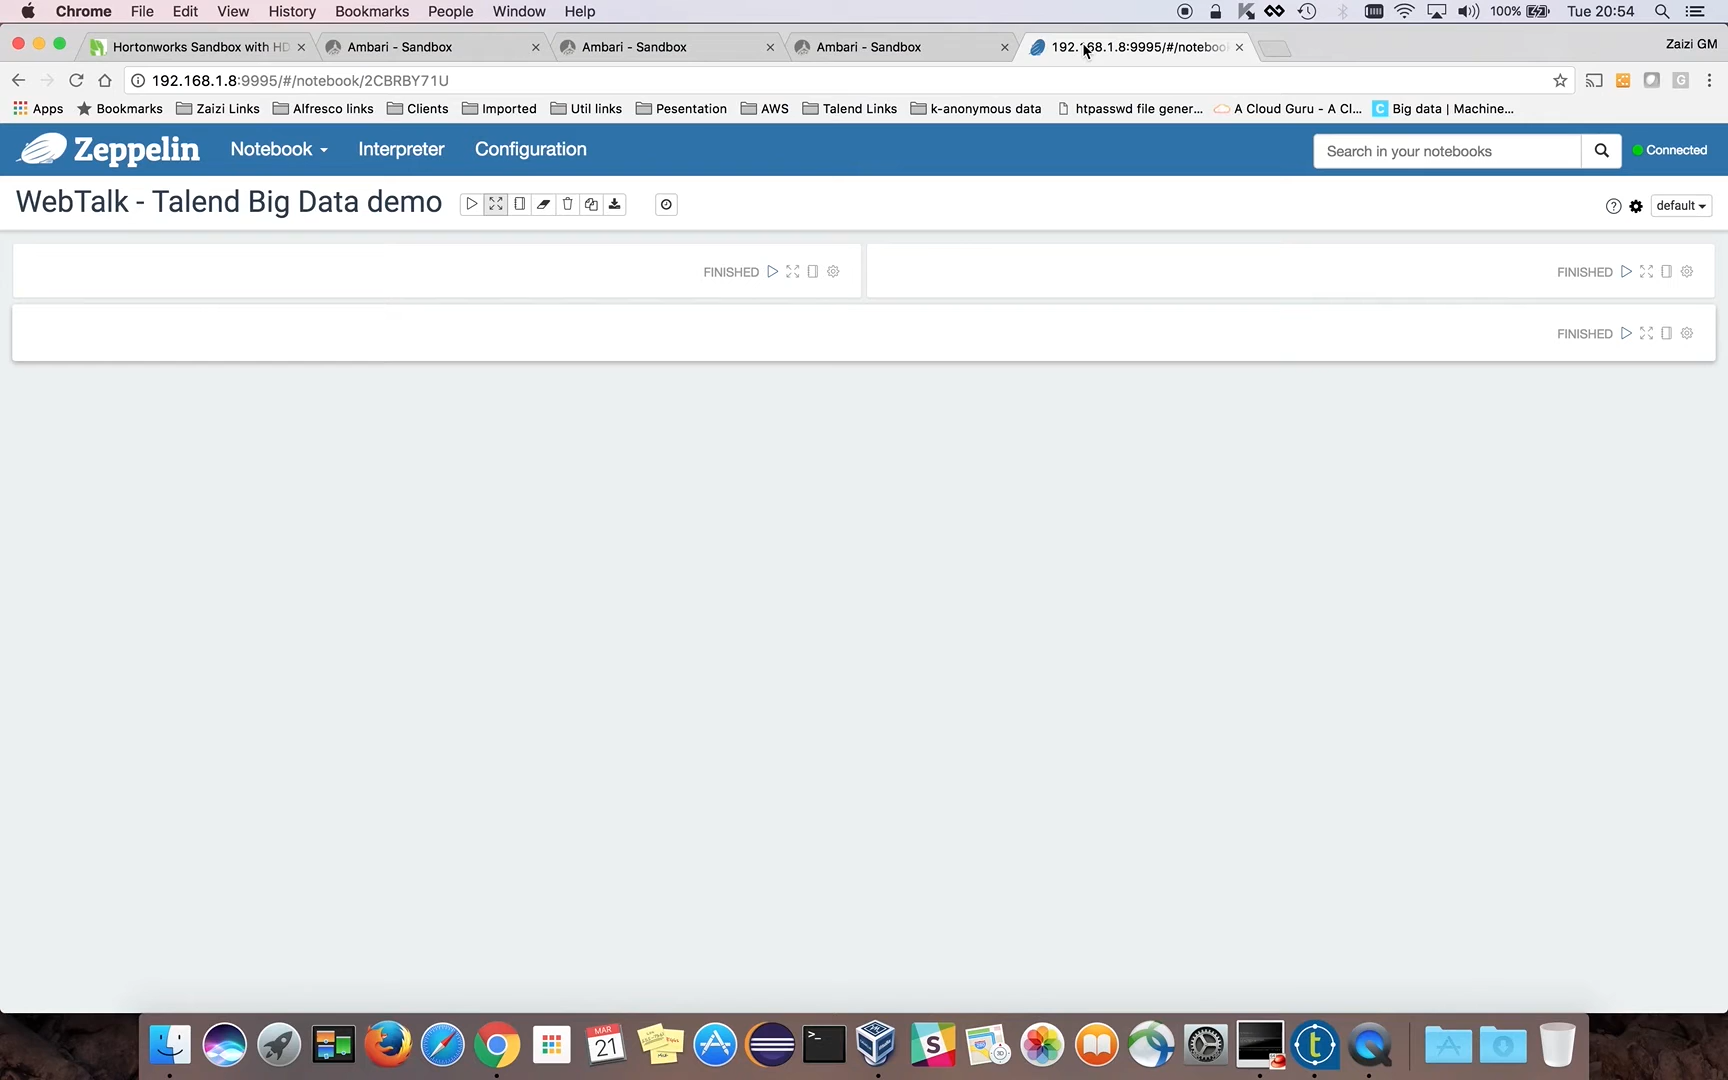 Chrome File Edit View History Bookmarks People Window Help 100% Tue 20:54
Hortonworks Sandbox with HD Ambari - Sandbox Ambari - Sandbox Ambari - Sandbox 192.168.1.8:9995/#/noteboo Zaizi GM
192.168.1.8:9995/#/notebook/2CBRBY71U
Apps Bookmarks Zaizi Links Alfresco links Clients Imported Util links Pesentation AWS Talend Links k-anonymous data htpasswd file gener... A Cloud Guru - A Cl... C Big data | Machine...
Zeppelin Notebook Interpreter Configuration Search in your notebooks Connected
WebTalk - Talend Big Data demo default
FINISHED FINISHED
FINISHED
MAR
21